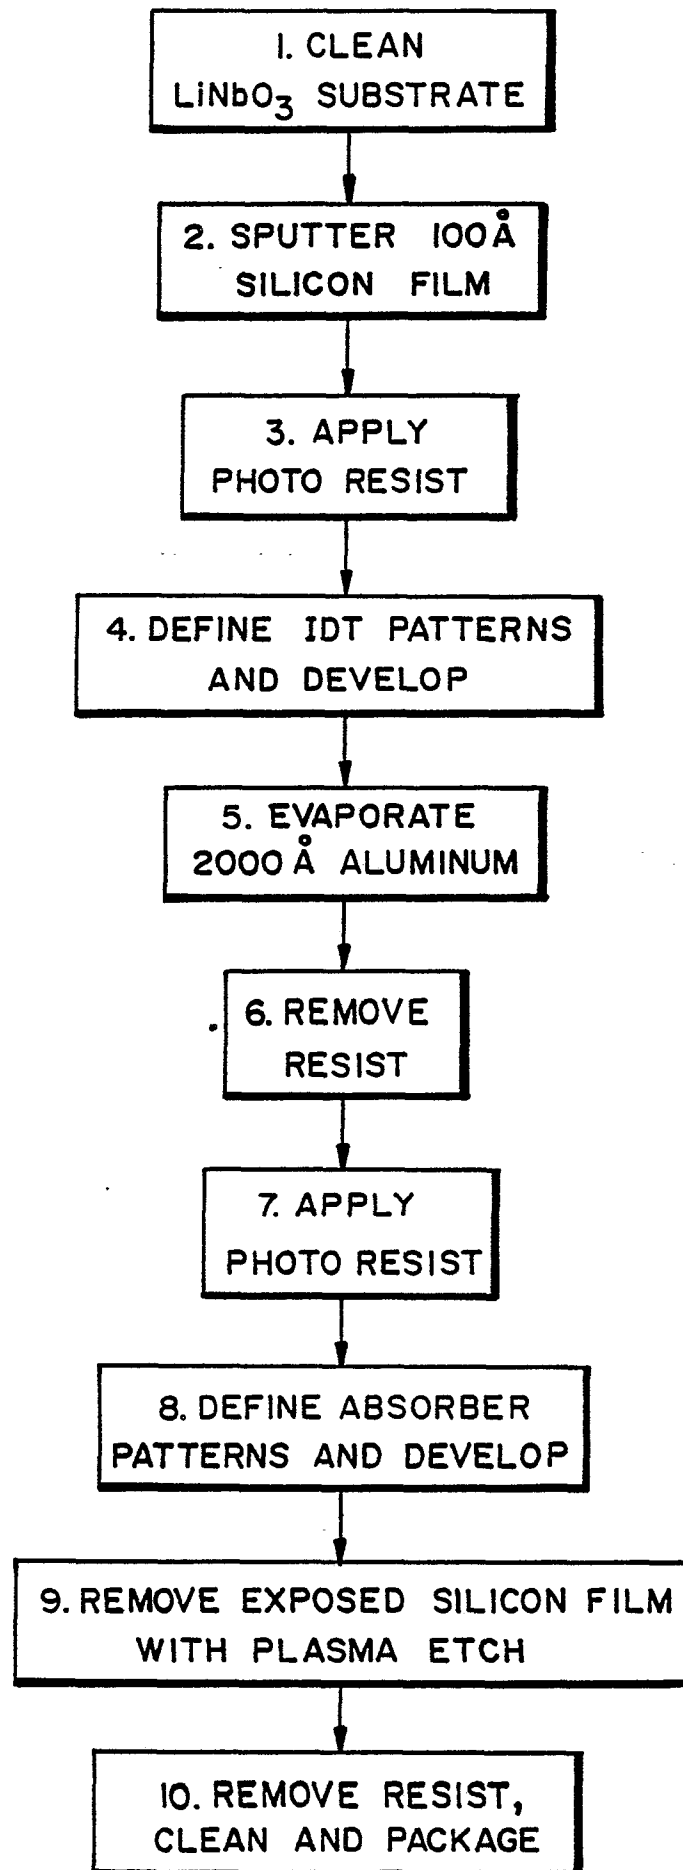 1. CLEAN
LiNbO3 SUBSTRATE
2. SPUTTER 100Å
SILICON FILM
3. APPLY
PHOTO RESIST
4. DEFINE IDT PATTERNS
AND DEVELOP
5. EVAPORATE
2000Å ALUMINUM
6. REMOVE
RESIST
7. APPLY
PHOTO RESIST
8. DEFINE ABSORBER
PATTERNS AND DEVELOP
9. REMOVE EXPOSED SILICON FILM
WITH PLASMA ETCH
10. REMOVE RESIST,
CLEAN AND PACKAGE